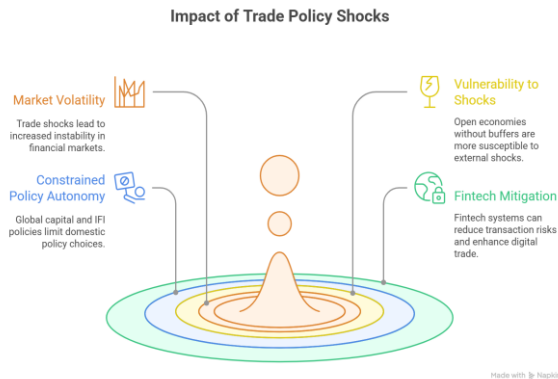 Impact of Trade Policy Shocks
Market Volatility
Trade shocks lead to
increased instability in
financial markets.
Constrained
Policy Autonomy
Global capital and IFI
policies limit domestic
policy choices.
Vulnerability to
Shocks
Open economies
without buffers are
more susceptible to
external shocks.
Fintech Mitigation
Fintech systems can
reduce transaction risks
and enhance digital
trade.
Made with Napkin